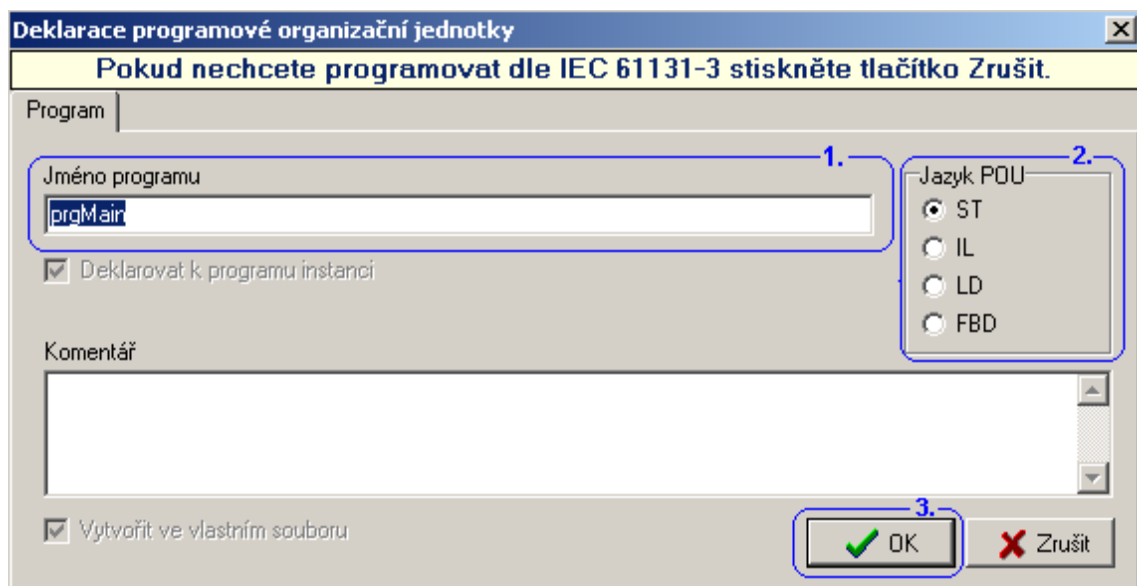 Deklarace programové organizační jednotky
Pokud nechcete programovat dle IEC 61131-3 stiskněte tlačítko Zrušit.
Program
1.
Jméno programu
prgMain
2.
Jazyk POU
ST
IL
LD
FBD
Deklarovat k programu instanci
Komentář
Vytvořit ve vlastním souboru
3.
OK
Zrušit